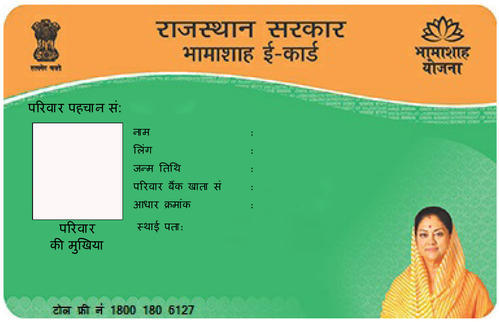 राजस्थान सरकार
भामाशाह ई-कार्ड
सत्यमेव जयते
भामाशाह
योजना
परिवार पहचान सं:
नाम :
लिंग :
जन्म तिथि :
परिवार बैंक खाता सं :
आधार क्रमांक :
स्थाई पता:
परिवार
की मुखिया
टोल फ्री नं 1800 180 6127